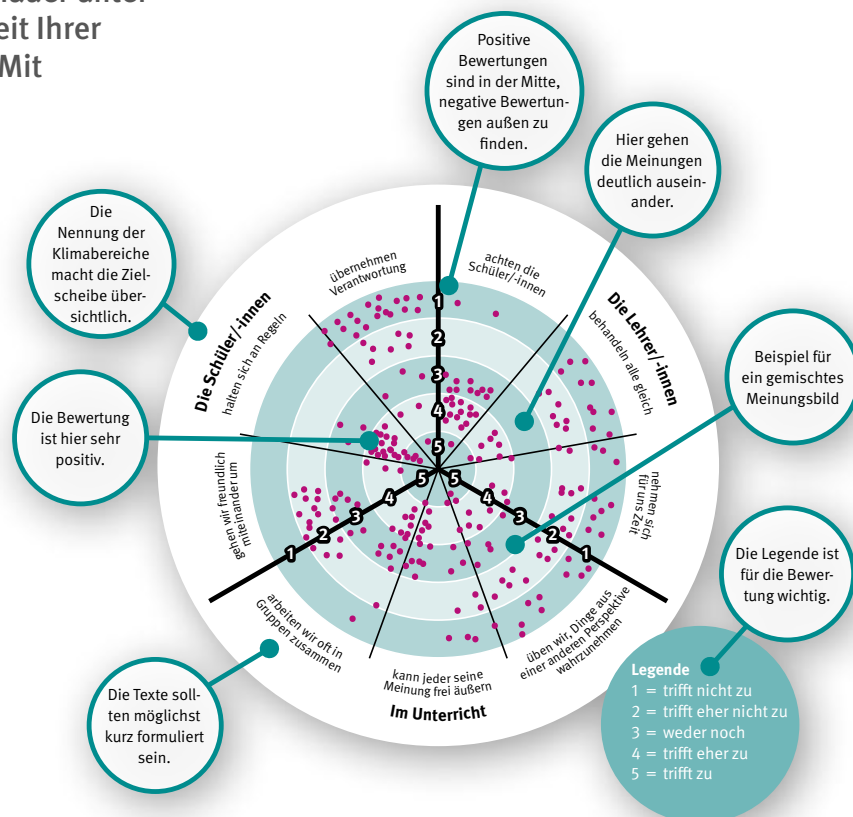 eit Ihrer
Mit
Positive
Bewertungen
sind in der Mitte,
negative Bewertun-
gen außen zu
finden.
Hier gehen
die Meinungen
deutlich ausein-
ander.
Die
Nennung der
Klimabereiche
macht die Ziel-
scheibe über-
sichtlich.
Die Schüler/-innen
übernehmen
Verantwortung
halten sich an Regeln
achten die
Schüler/-innen
Die Lehrer/-innen
behandeln alle gleich
nehmen sich
für uns Zeit
Beispiel für
ein gemischtes
Meinungsbild
Die Bewertung
ist hier sehr
positiv.
gehen wir freundlich
miteinander um
1
2
3
4
5
5
4
3
2
1
5
4
3
2
1
arbeiten wir oft in
Gruppen zusammen
kann jeder seine
Meinung frei äußern
üben wir, Dinge aus
einer anderen Perspektive
wahrzunehmen
Im Unterricht
Die Legende ist
für die Bewer-
tung wichtig.
Die Texte soll-
ten möglichst
kurz formuliert
sein.
Legende
1 = trifft nicht zu
2 = trifft eher nicht zu
3 = weder noch
4 = trifft eher zu
5 = trifft zu